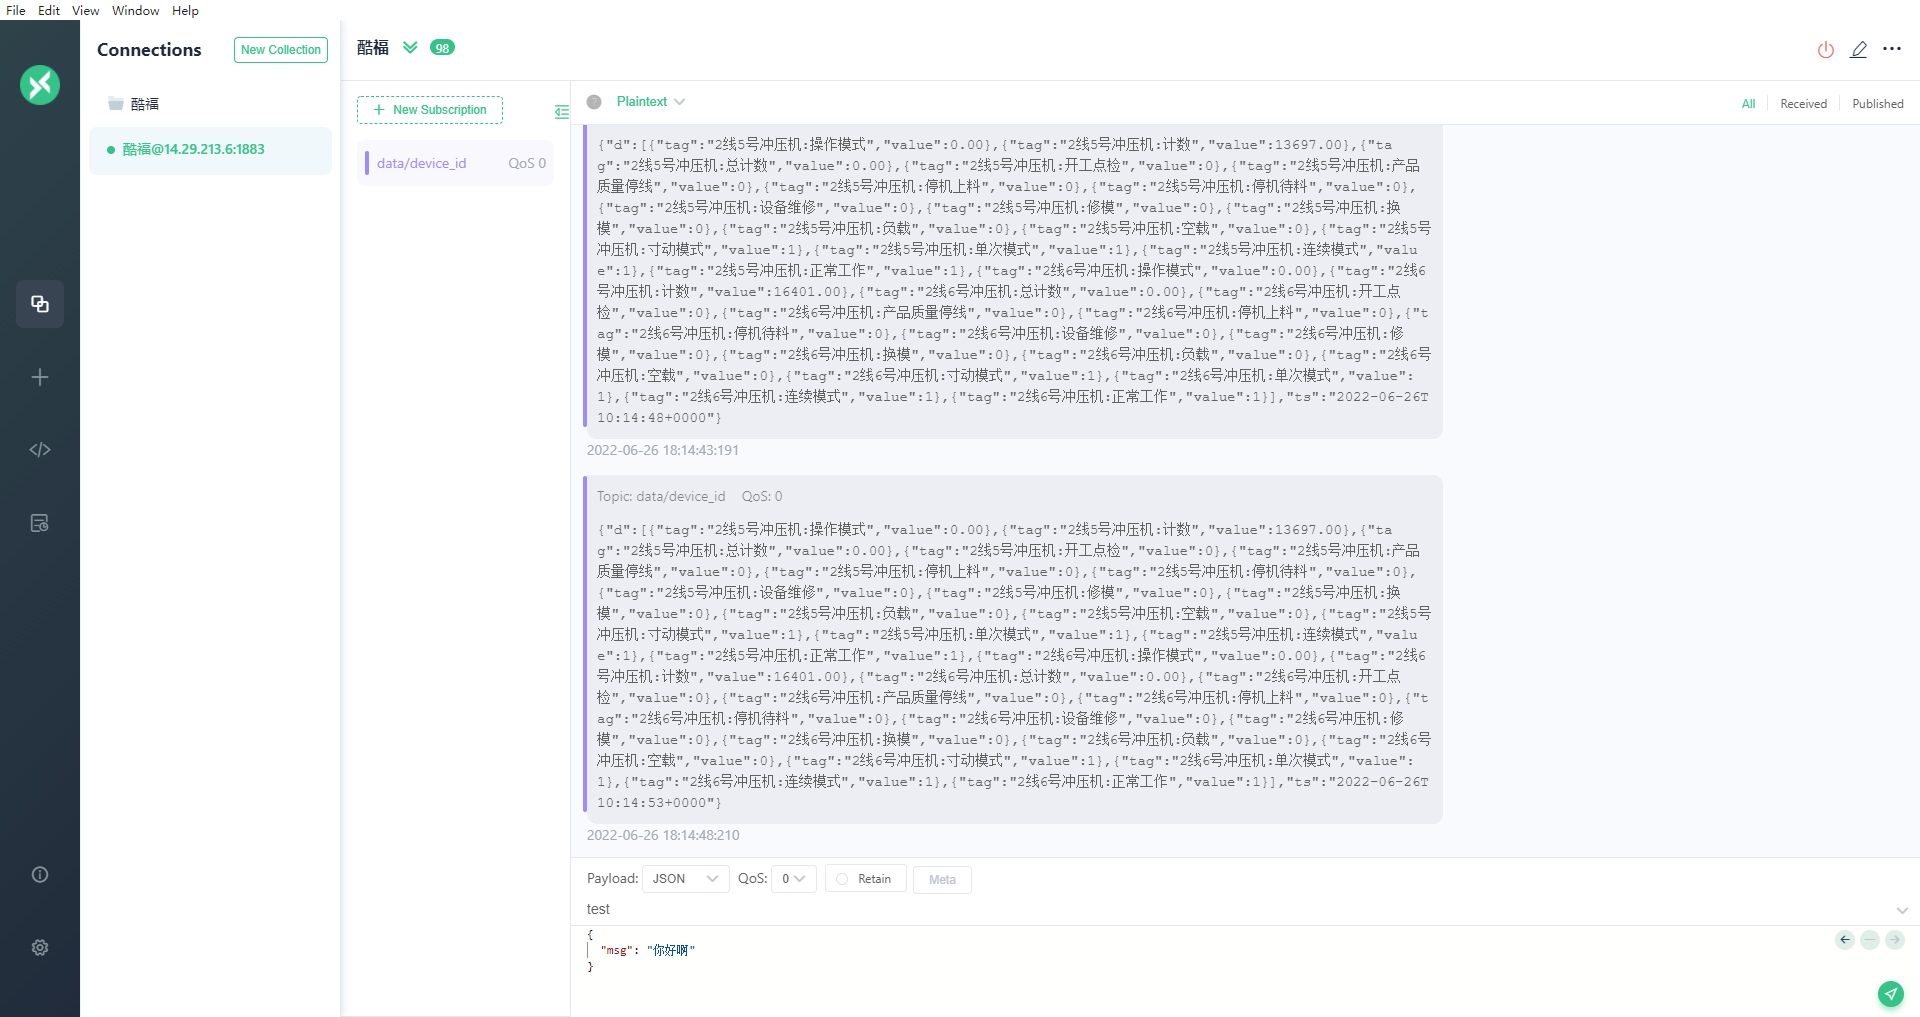 File Edit View Window Help
Connections
New Collection
酷福
酷福@14.29.213.6:1883
酷福 98
New Subscription
data/device_id QoS 0
Plaintext
All Received Published
{"d":[{"tag":"2线5号冲压机:操作模式","value":0.00},{"tag":"2线5号冲压机:计数","value":13697.00},{"ta
g":"2线5号冲压机:总计数","value":0.00},{"tag":"2线5号冲压机:开工点检","value":0},{"tag":"2线5号冲压机:产品
质量停线","value":0},{"tag":"2线5号冲压机:停机上料","value":0},{"tag":"2线5号冲压机:停机待料","value":0},
{"tag":"2线5号冲压机:设备维修","value":0},{"tag":"2线5号冲压机:修模","value":0},{"tag":"2线5号冲压机:换
模","value":0},{"tag":"2线5号冲压机:负载","value":0},{"tag":"2线5号冲压机:空载","value":0},{"tag":"2线5号
冲压机:寸动模式","value":1},{"tag":"2线5号冲压机:单次模式","value":1},{"tag":"2线5号冲压机:连续模式","valu
e":1},{"tag":"2线5号冲压机:正常工作","value":1},{"tag":"2线6号冲压机:操作模式","value":0.00},{"tag":"2线6
号冲压机:计数","value":16401.00},{"tag":"2线6号冲压机:总计数","value":0.00},{"tag":"2线6号冲压机:开工点
检","value":0},{"tag":"2线6号冲压机:产品质量停线","value":0},{"tag":"2线6号冲压机:停机上料","value":0},{"t
ag":"2线6号冲压机:停机待料","value":0},{"tag":"2线6号冲压机:设备维修","value":0},{"tag":"2线6号冲压机:修
模","value":0},{"tag":"2线6号冲压机:换模","value":0},{"tag":"2线6号冲压机:负载","value":0},{"tag":"2线6号
冲压机:空载","value":0},{"tag":"2线6号冲压机:寸动模式","value":1},{"tag":"2线6号冲压机:单次模式","value":
1},{"tag":"2线6号冲压机:连续模式","value":1},{"tag":"2线6号冲压机:正常工作","value":1}],"ts":"2022-06-26T
10:14:48+0000"}
2022-06-26 18:14:43:191
Topic: data/device_id QoS: 0
{"d":[{"tag":"2线5号冲压机:操作模式","value":0.00},{"tag":"2线5号冲压机:计数","value":13697.00},{"ta
g":"2线5号冲压机:总计数","value":0.00},{"tag":"2线5号冲压机:开工点检","value":0},{"tag":"2线5号冲压机:产品
质量停线","value":0},{"tag":"2线5号冲压机:停机上料","value":0},{"tag":"2线5号冲压机:停机待料","value":0},
{"tag":"2线5号冲压机:设备维修","value":0},{"tag":"2线5号冲压机:修模","value":0},{"tag":"2线5号冲压机:换
模","value":0},{"tag":"2线5号冲压机:负载","value":0},{"tag":"2线5号冲压机:空载","value":0},{"tag":"2线5号
冲压机:寸动模式","value":1},{"tag":"2线5号冲压机:单次模式","value":1},{"tag":"2线5号冲压机:连续模式","valu
e":1},{"tag":"2线5号冲压机:正常工作","value":1},{"tag":"2线6号冲压机:操作模式","value":0.00},{"tag":"2线6
号冲压机:计数","value":16401.00},{"tag":"2线6号冲压机:总计数","value":0.00},{"tag":"2线6号冲压机:开工点
检","value":0},{"tag":"2线6号冲压机:产品质量停线","value":0},{"tag":"2线6号冲压机:停机上料","value":0},{"t
ag":"2线6号冲压机:停机待料","value":0},{"tag":"2线6号冲压机:设备维修","value":0},{"tag":"2线6号冲压机:修
模","value":0},{"tag":"2线6号冲压机:换模","value":0},{"tag":"2线6号冲压机:负载","value":0},{"tag":"2线6号
冲压机:空载","value":0},{"tag":"2线6号冲压机:寸动模式","value":1},{"tag":"2线6号冲压机:单次模式","value":
1},{"tag":"2线6号冲压机:连续模式","value":1},{"tag":"2线6号冲压机:正常工作","value":1}],"ts":"2022-06-26T
10:14:53+0000"}
2022-06-26 18:14:48:210
Payload: JSON QoS: 0 Retain Meta
test
{
"msg": "你好啊"
}